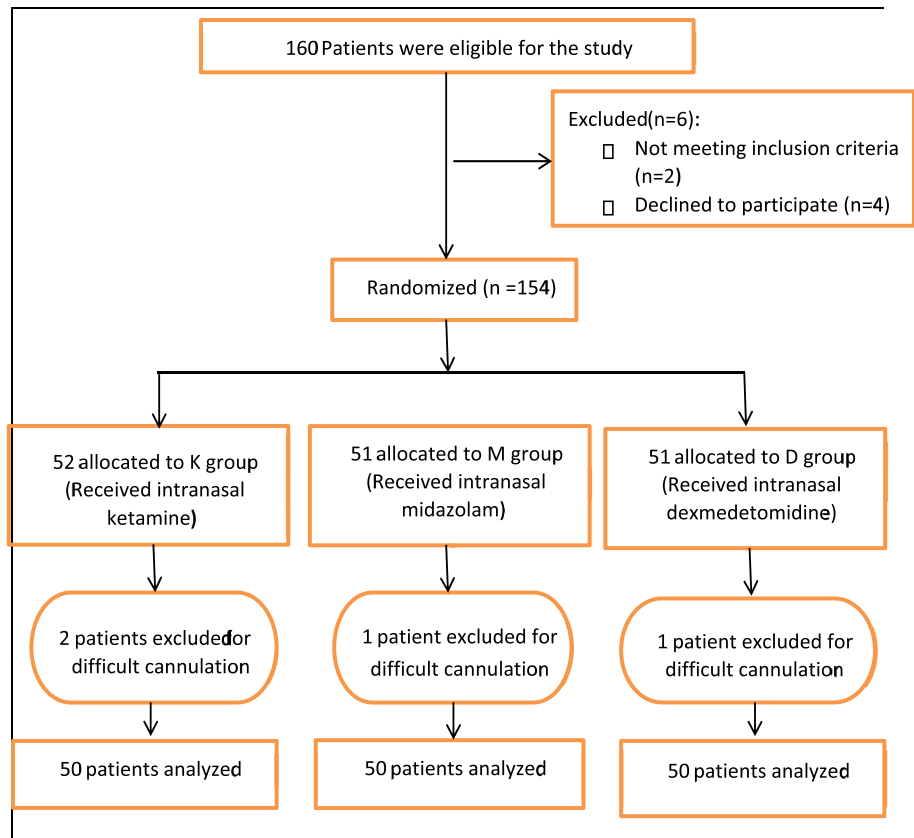 160 Patients were eligible for the study
Excluded(n=6):
Not meeting inclusion criteria
(n=2)
Declined to participate (n=4)
Randomized (n =154)
52 allocated to K group
(Received intranasal
ketamine)
51 allocated to M group
(Received intranasal
midazolam)
51 allocated to D group
(Received intranasal
dexmedetomidine)
2 patients excluded for
difficult cannulation
1 patient excluded for
difficult cannulation
1 patient excluded for
difficult cannulation
50 patients analyzed
50 patients analyzed
50 patients analyzed